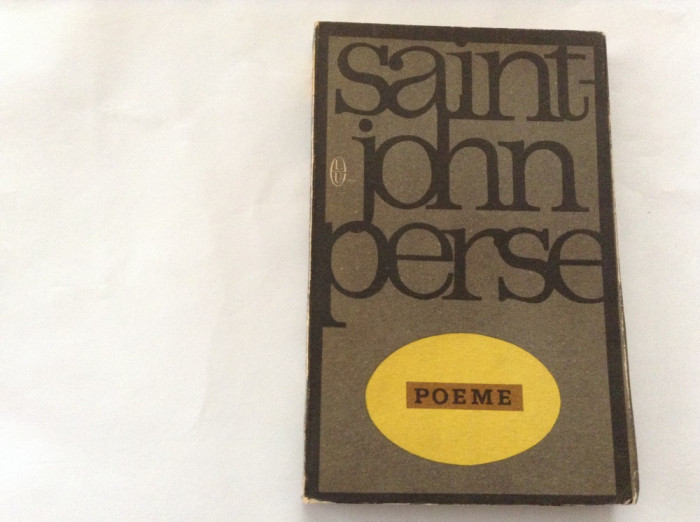 saint-
john
perse
POEME